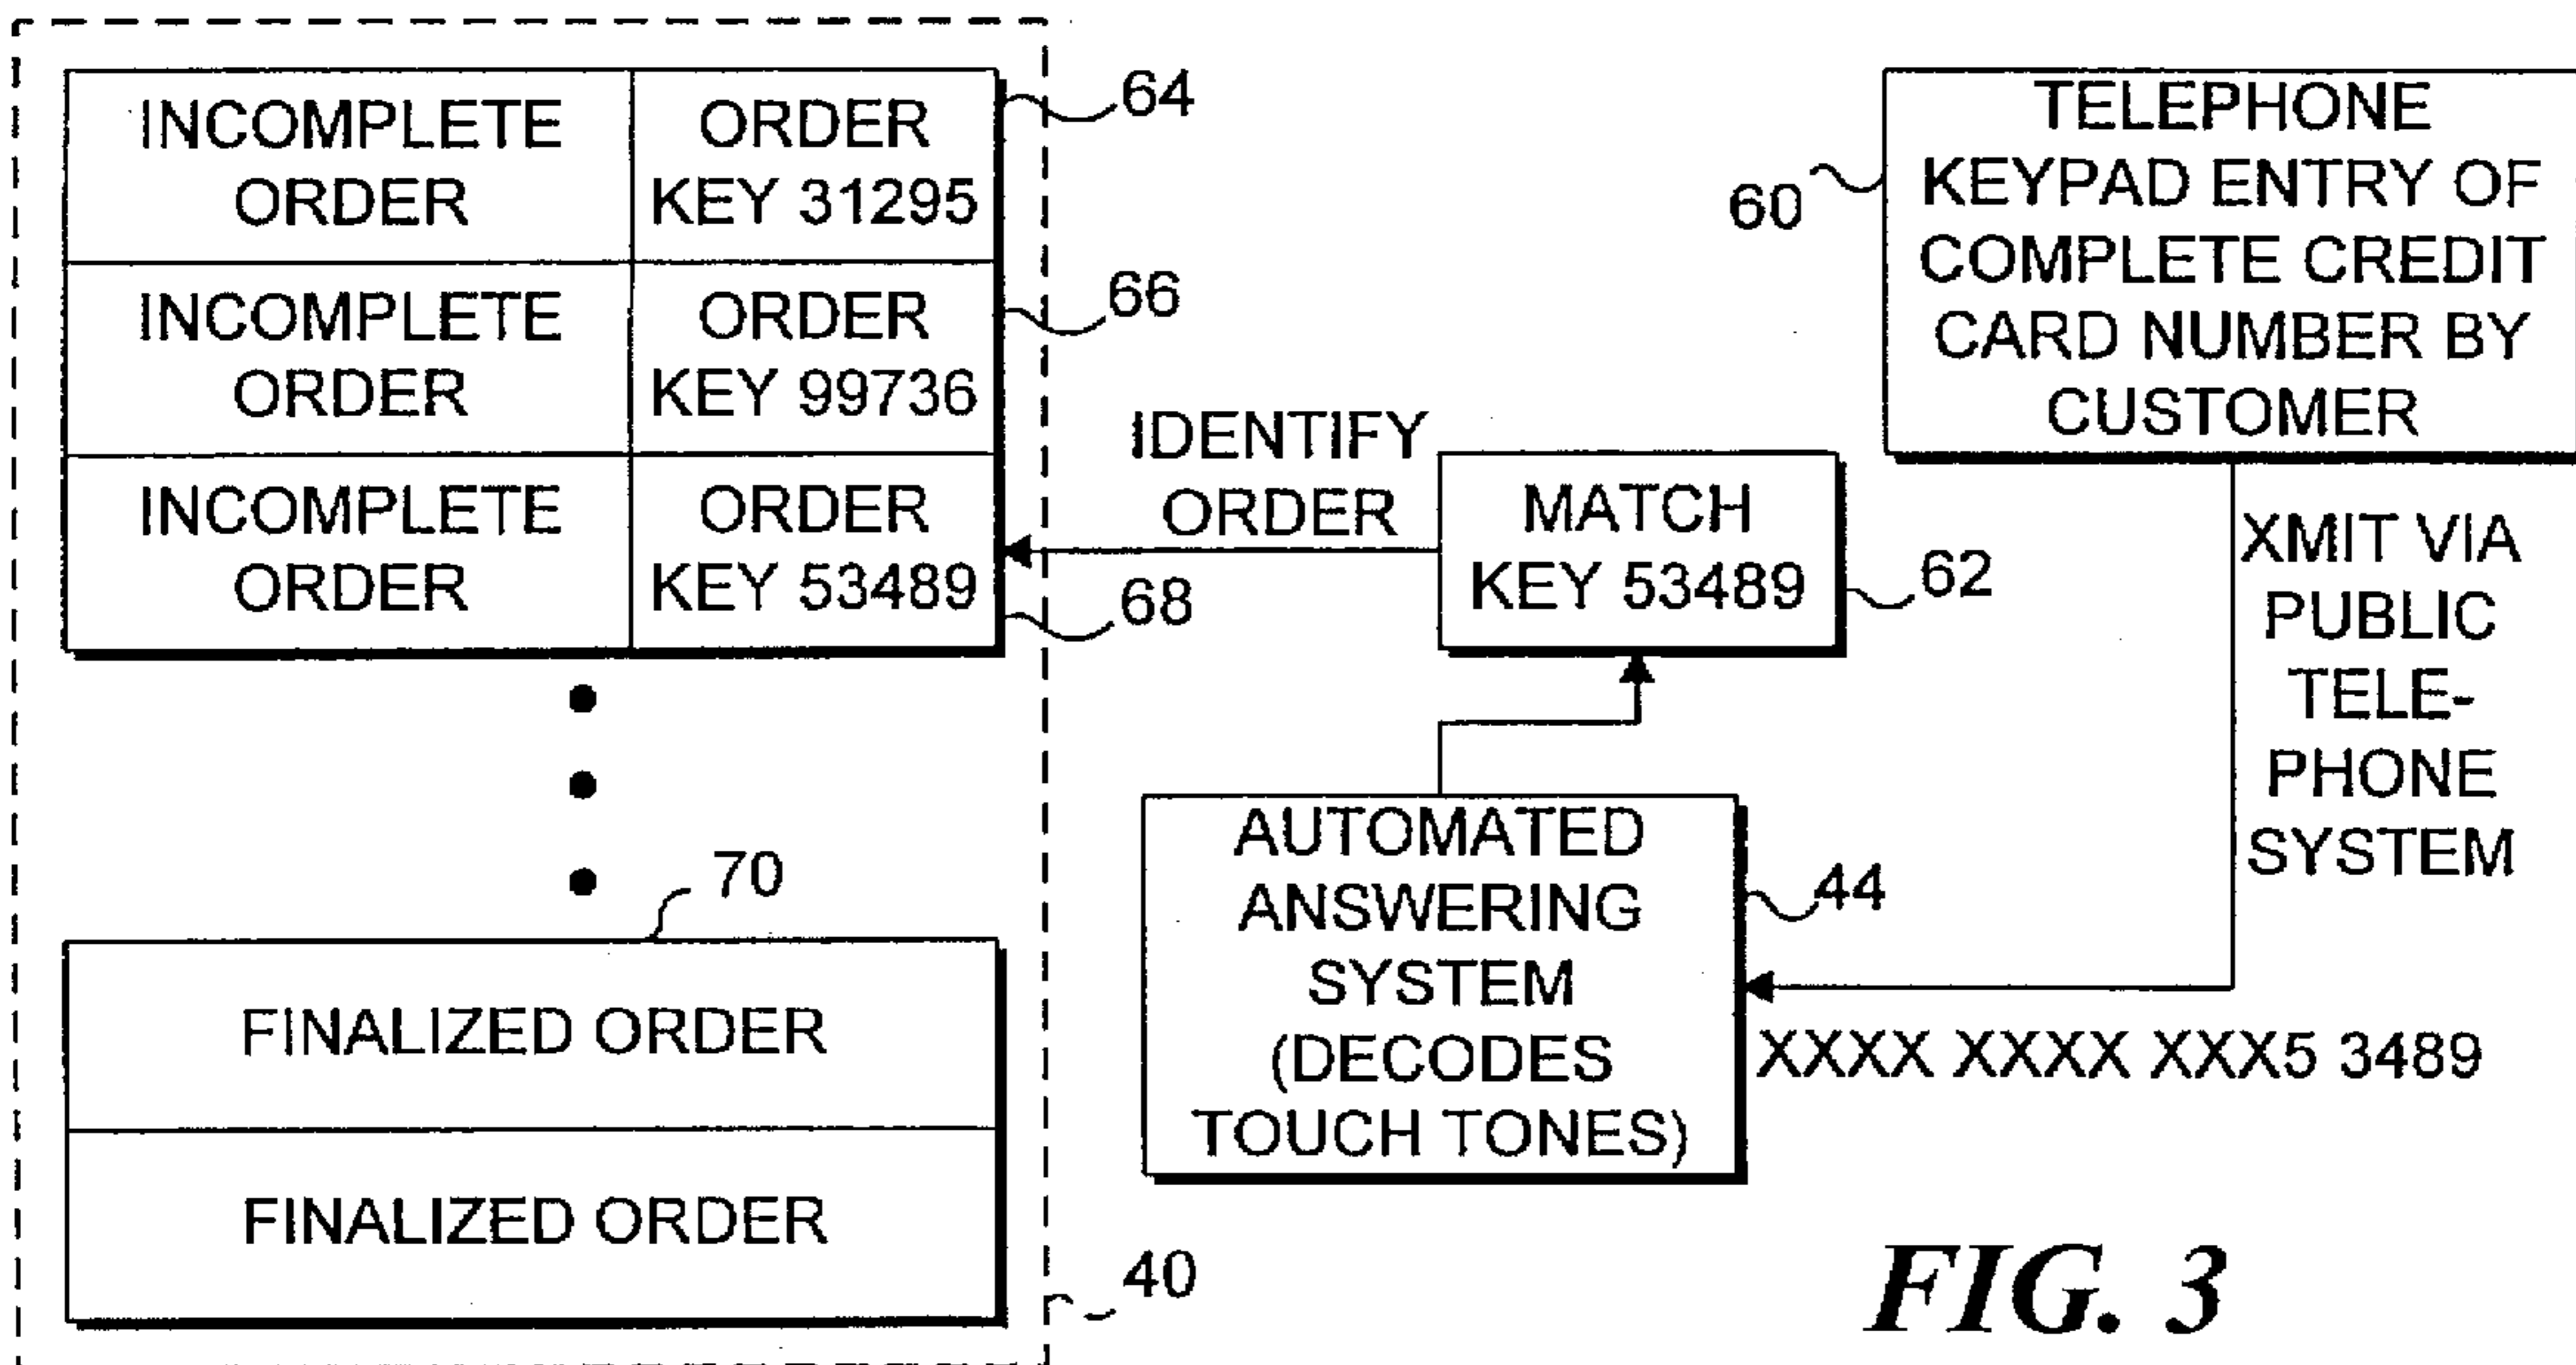 INCOMPLETE
ORDER
ORDER
KEY 31295
64
INCOMPLETE
ORDER
ORDER
KEY 99736
66
INCOMPLETE
ORDER
ORDER
KEY 53489
68
IDENTIFY
ORDER
MATCH
KEY 53489
62
60
TELEPHONE
KEYPAD ENTRY OF
COMPLETE CREDIT
CARD NUMBER BY
CUSTOMER
XMIT VIA
PUBLIC
TELE-
PHONE
SYSTEM
AUTOMATED
ANSWERING
SYSTEM
(DECODES
TOUCH TONES)
44
XXXX XXXX XXX5 3489
70
FINALIZED ORDER
FINALIZED ORDER
40
FIG. 3